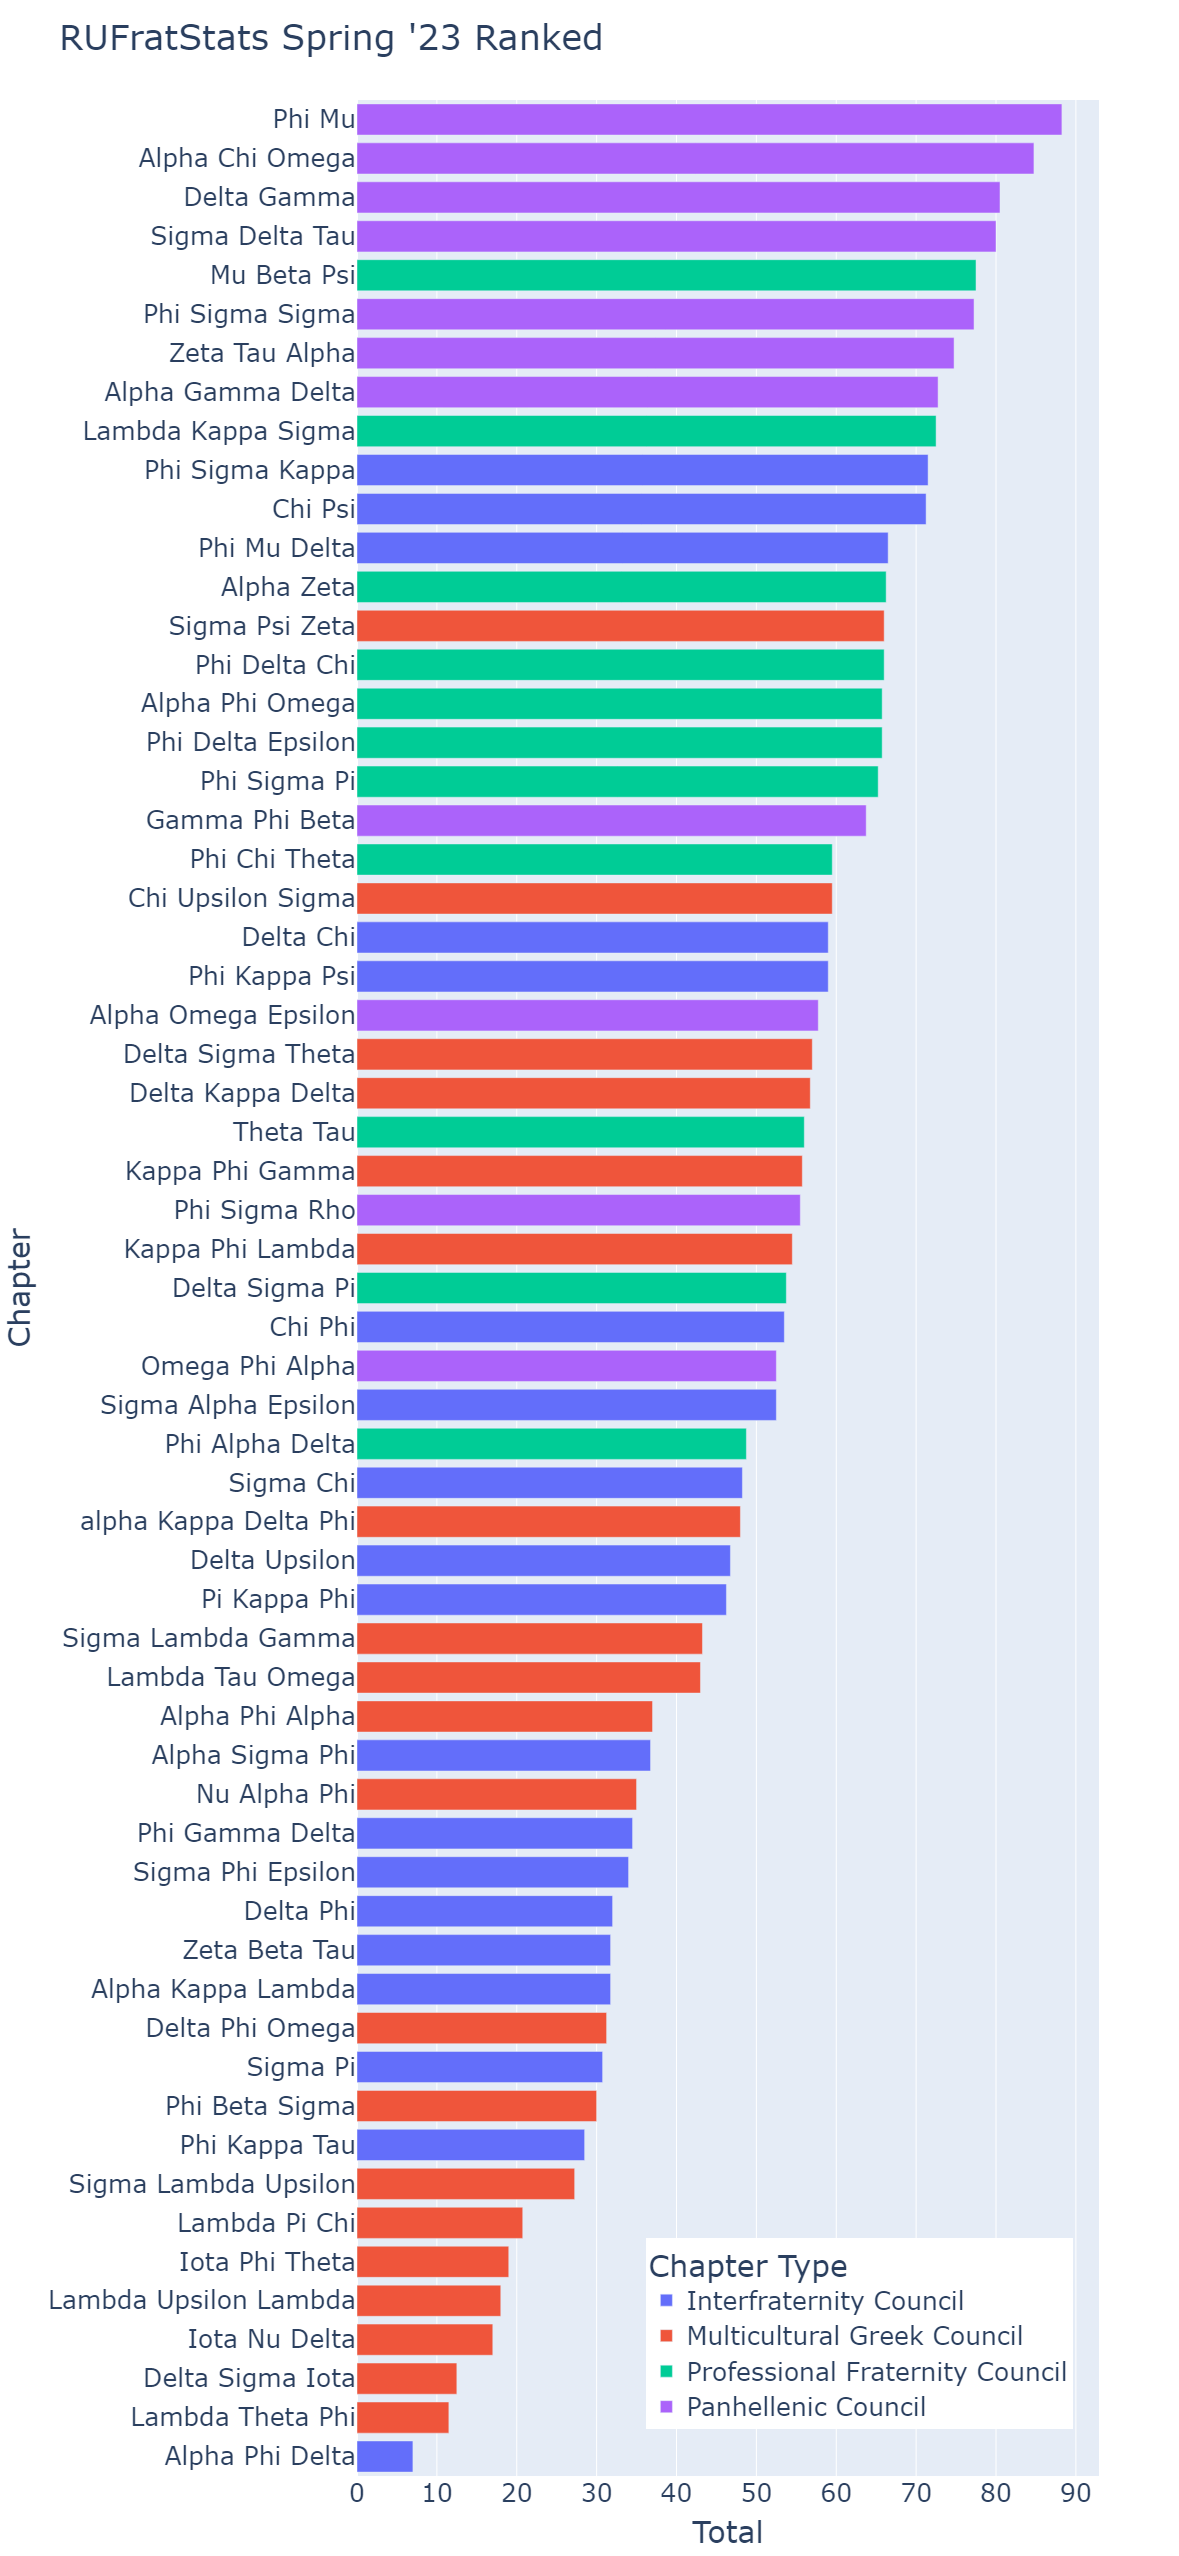 RUFratStats Spring '23 Ranked
Phi Mu
Alpha Chi Omega
Delta Gamma
Sigma Delta Tau
Mu Beta Psi
Phi Sigma Sigma
Zeta Tau Alpha
Alpha Gamma Delta
Lambda Kappa Sigma
Phi Sigma Kappa
Chi Psi
Phi Mu Delta
Alpha Zeta
Sigma Psi Zeta
Phi Delta Chi
Alpha Phi Omega
Phi Delta Epsilon
Phi Sigma Pi
Gamma Phi Beta
Phi Chi Theta
Chi Upsilon Sigma
Delta Chi
Phi Kappa Psi
Alpha Omega Epsilon
Delta Sigma Theta
Delta Kappa Delta
Theta Tau
Kappa Phi Gamma
Phi Sigma Rho
Kappa Phi Lambda
Delta Sigma Pi
Chi Phi
Omega Phi Alpha
Sigma Alpha Epsilon
Phi Alpha Delta
Sigma Chi
alpha Kappa Delta Phi
Delta Upsilon
Pi Kappa Phi
Sigma Lambda Gamma
Lambda Tau Omega
Alpha Phi Alpha
Alpha Sigma Phi
Nu Alpha Phi
Phi Gamma Delta
Sigma Phi Epsilon
Delta Phi
Zeta Beta Tau
Alpha Kappa Lambda
Delta Phi Omega
Sigma Pi
Phi Beta Sigma
Phi Kappa Tau
Sigma Lambda Upsilon
Lambda Pi Chi
Iota Phi Theta
Lambda Upsilon Lambda
Iota Nu Delta
Delta Sigma Iota
Lambda Theta Phi
Alpha Phi Delta
Chapter
0 10 20 30 40 50 60 70 80 90
Total
Chapter Type
Interfraternity Council
Multicultural Greek Council
Professional Fraternity Council
Panhellenic Council